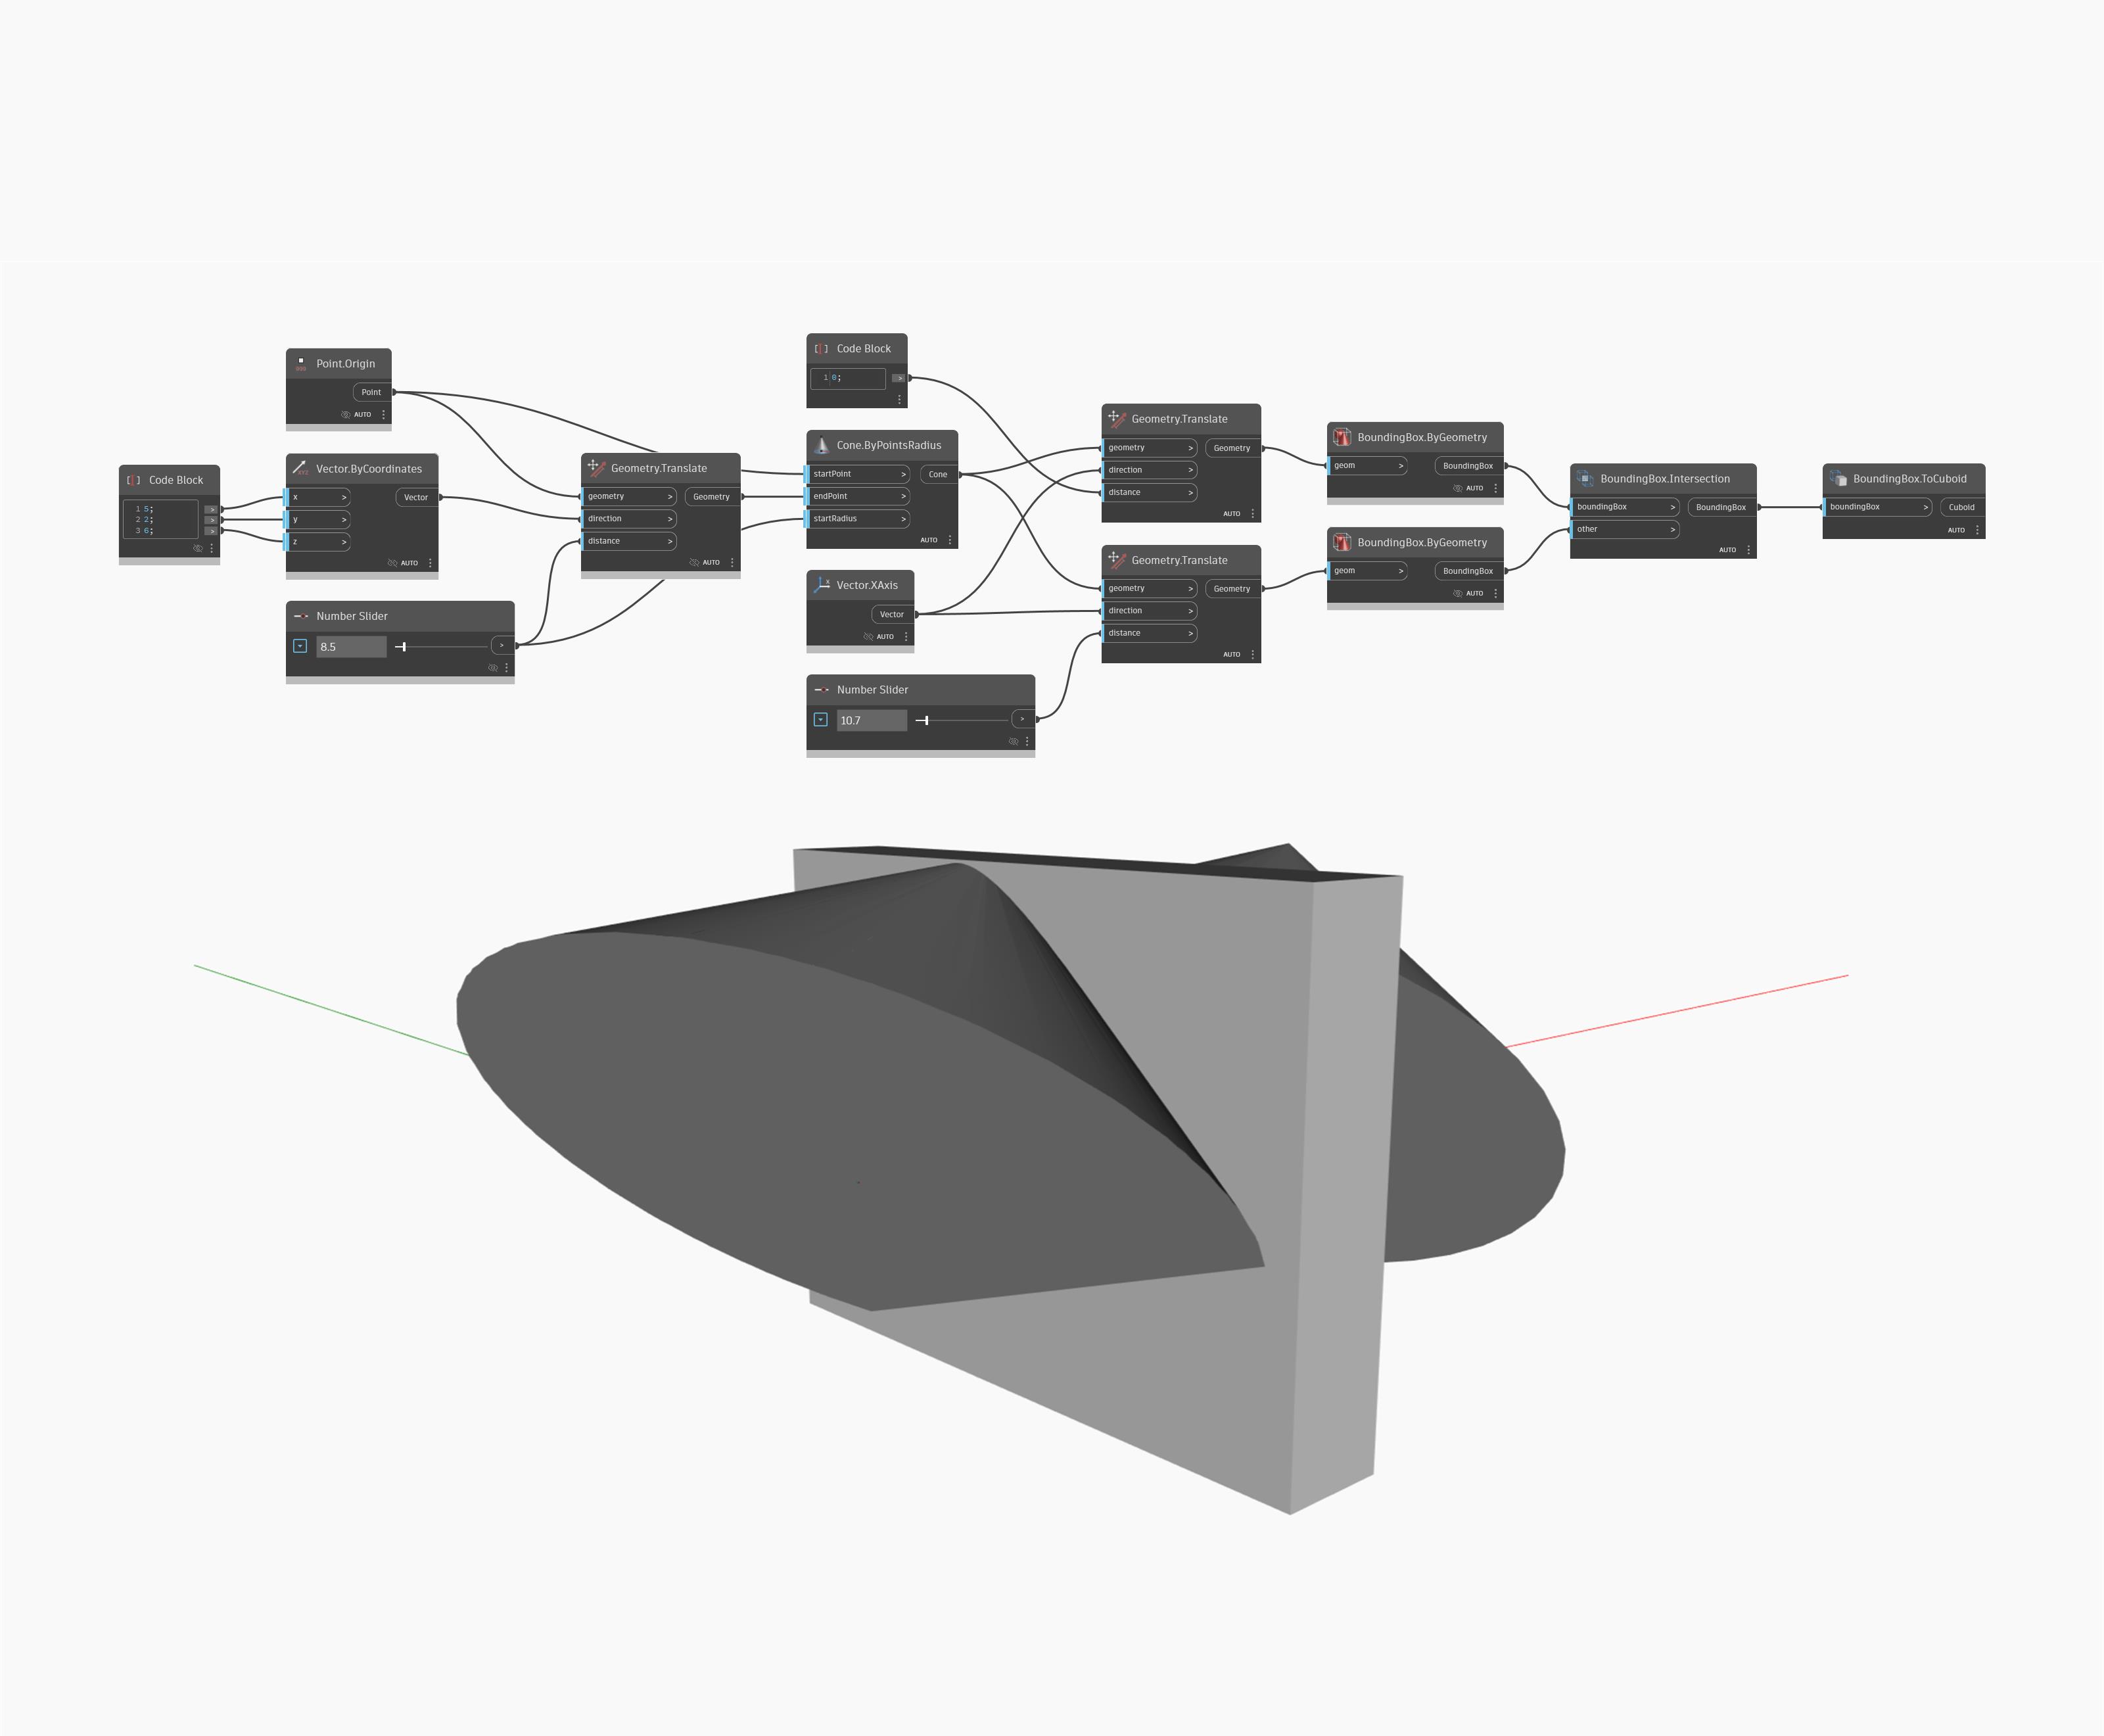 Code Block
1 5;
2 2;
3 6;
>
>
>
Point.Origin
Point
AUTO
Vector.ByCoordinates
x >
Vector
y >
z >
AUTO
Number Slider
8.5
>
Geometry.Translate
geometry >
Geometry
direction >
distance >
AUTO
Code Block
1 0;
>
Cone.ByPointsRadius
startPoint >
Cone
endPoint >
startRadius >
AUTO
Vector.XAxis
Vector
AUTO
Number Slider
10.7
>
Geometry.Translate
geometry >
Geometry
direction >
distance >
AUTO
Geometry.Translate
geometry >
Geometry
direction >
distance >
AUTO
BoundingBox.ByGeometry
geom >
BoundingBox
AUTO
BoundingBox.ByGeometry
geom >
BoundingBox
AUTO
BoundingBox.Intersection
boundingBox >
BoundingBox
other >
AUTO
BoundingBox.ToCuboid
boundingBox >
Cuboid
AUTO